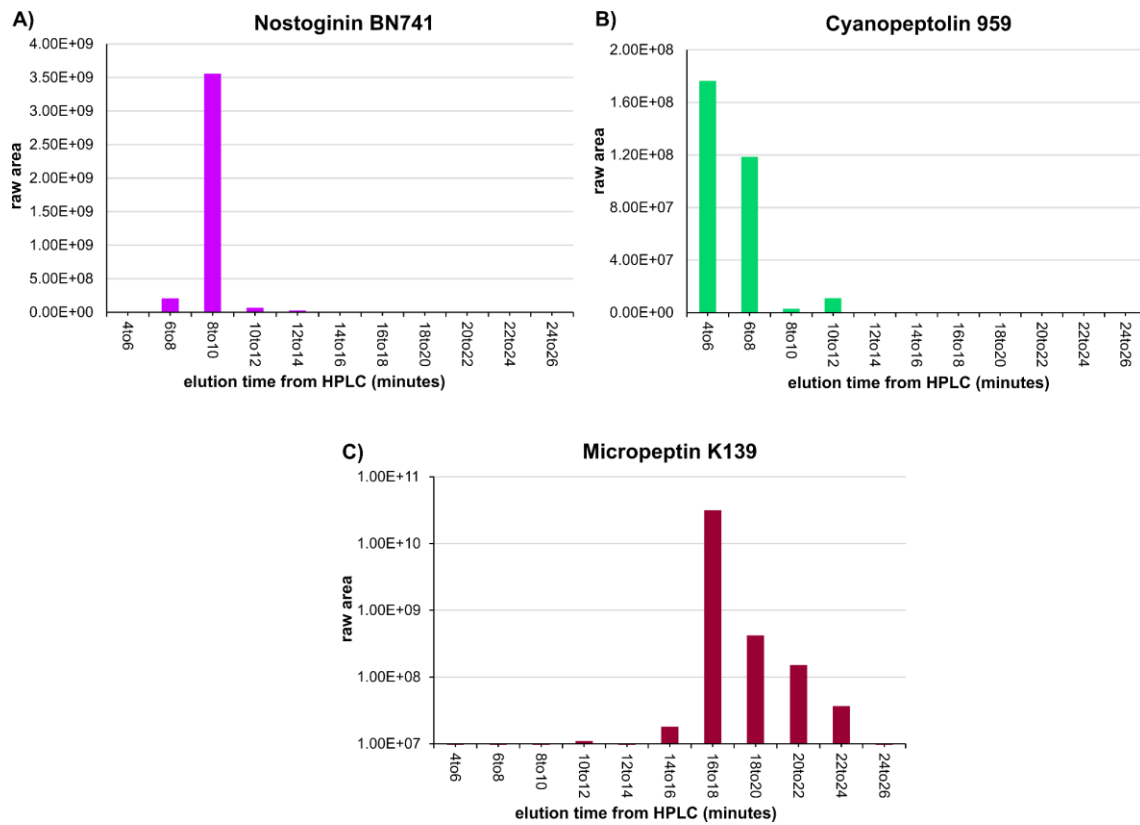 A)
Nostoginin BN741
4.00E+09
3.50E+09
3.00E+09
2.50E+09
2.00E+09
1.50E+09
1.00E+09
5.00E+08
0.00E+00
raw area
4to6
6to8
8to10
10to12
12to14
14to16
16to18
18to20
20to22
22to24
24to26
elution time from HPLC (minutes)
B)
Cyanopeptolin 959
2.00E+08
1.60E+08
1.20E+08
8.00E+07
4.00E+07
0.00E+00
raw area
4to6
6to8
8to10
10to12
12to14
14to16
16to18
18to20
20to22
22to24
24to26
elution time from HPLC (minutes)
C)
Micropeptin K139
1.00E+11
1.00E+10
1.00E+09
1.00E+08
1.00E+07
raw area
4to6
6to8
8to10
10to12
12to14
14to16
16to18
18to20
20to22
22to24
24to26
elution time from HPLC (minutes)